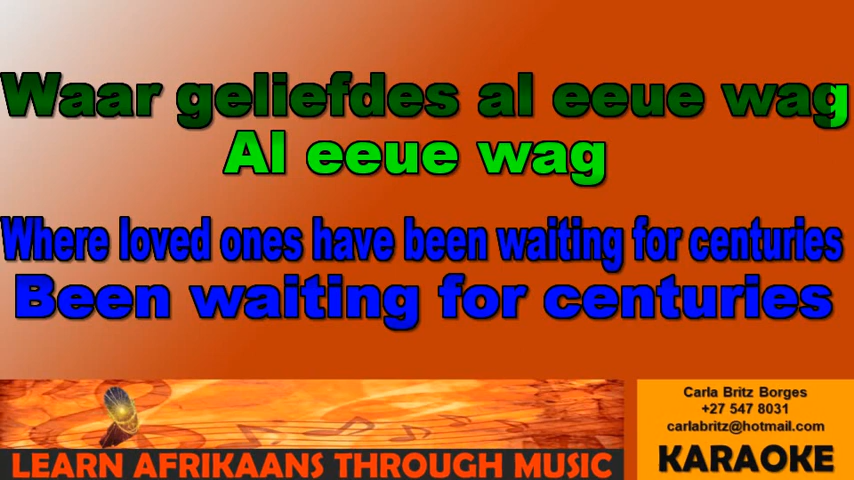 Waar geliefdes al eeue wag
Al eeue wag
Where loved ones have been waiting for centuries
Been waiting for centuries
Carla Britz Borges
+27 547 8031
carlabritz@hotmail.com
LEARN AFRIKAANS THROUGH MUSIC
KARAOKE